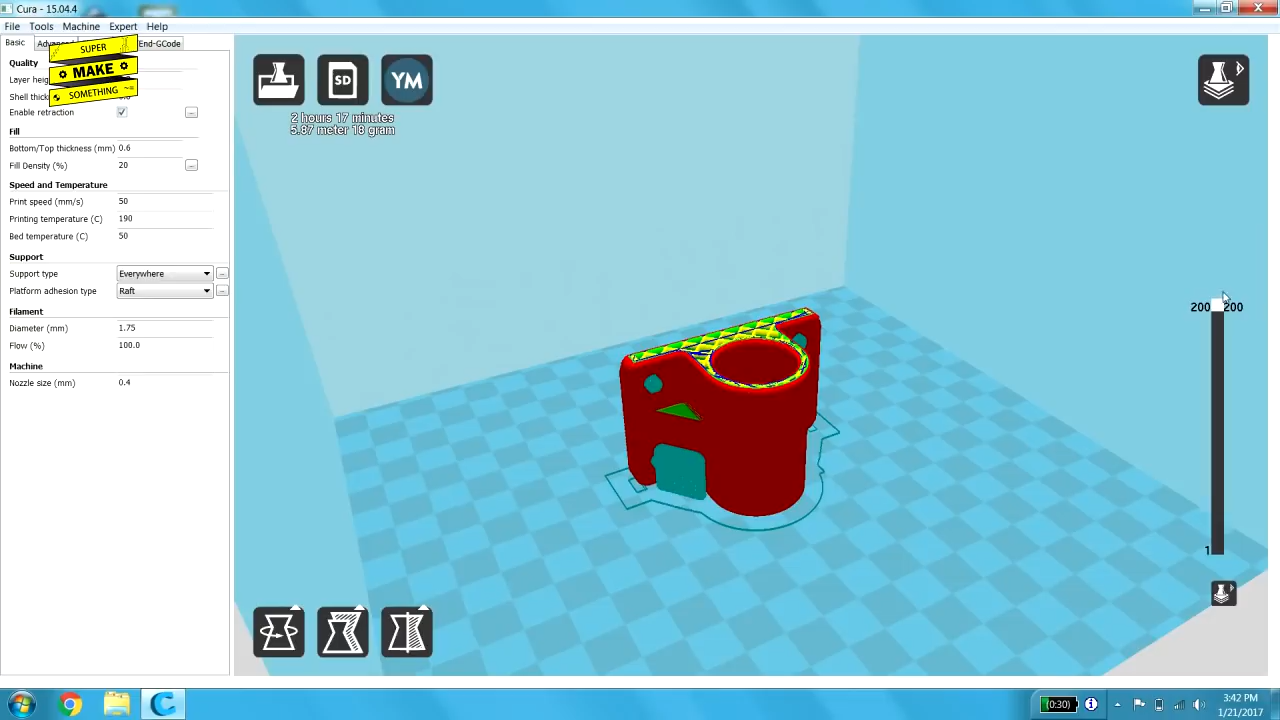 Cura - 15.04.4
File Tools Machine Expert Help
Basic
End-GCode
SUPER
MAKE
SOMETHING
Quality
Enable retraction
...
Fill
Bottom/Top thickness (mm) 0.6
Fill Density (%) 20 ...
Speed and Temperature
Print speed (mm/s) 50
Printing temperature (C) 190
Bed temperature (C) 50
Support
Support type Everywhere ...
Platform adhesion type Raft ...
Filament
Diameter (mm) 1.75
Flow (%) 100.0
Machine
Nozzle size (mm) 0.4
SD
YM
2 hours 17 minutes
5.87 meter 18 gram
200 200
1
(0:30)
3:42 PM
1/21/2017